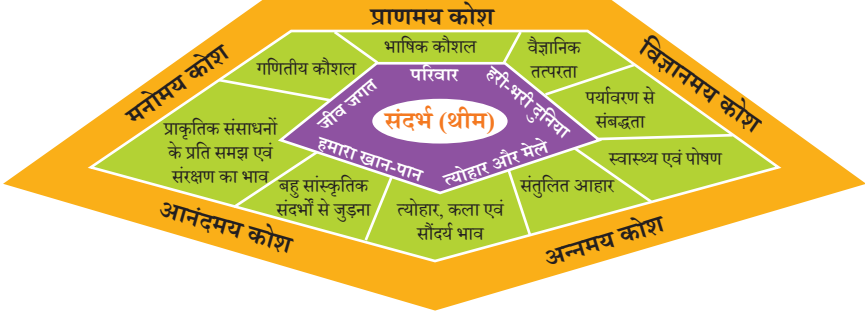 प्राणमय कोश
मनोमय कोश
विज्ञानमय कोश
आनंदमय कोश
अन्नमय कोश
गणितीय कौशल
भाषिक कौशल
वैज्ञानिक
तत्परता
पर्यावरण से
संबद्धता
स्वास्थ्य एवं पोषण
संतुलित आहार
त्योहार, कला एवं
सौंदर्य भाव
बहु सांस्कृतिक
संदर्भों से जुड़ना
प्राकृतिक संसाधनों
के प्रति समझ एवं
संरक्षण का भाव
जीव जगत
परिवार
हरी-भरी दुनिया
हमारा खान-पान
त्योहार और मेले
संदर्भ (थीम)